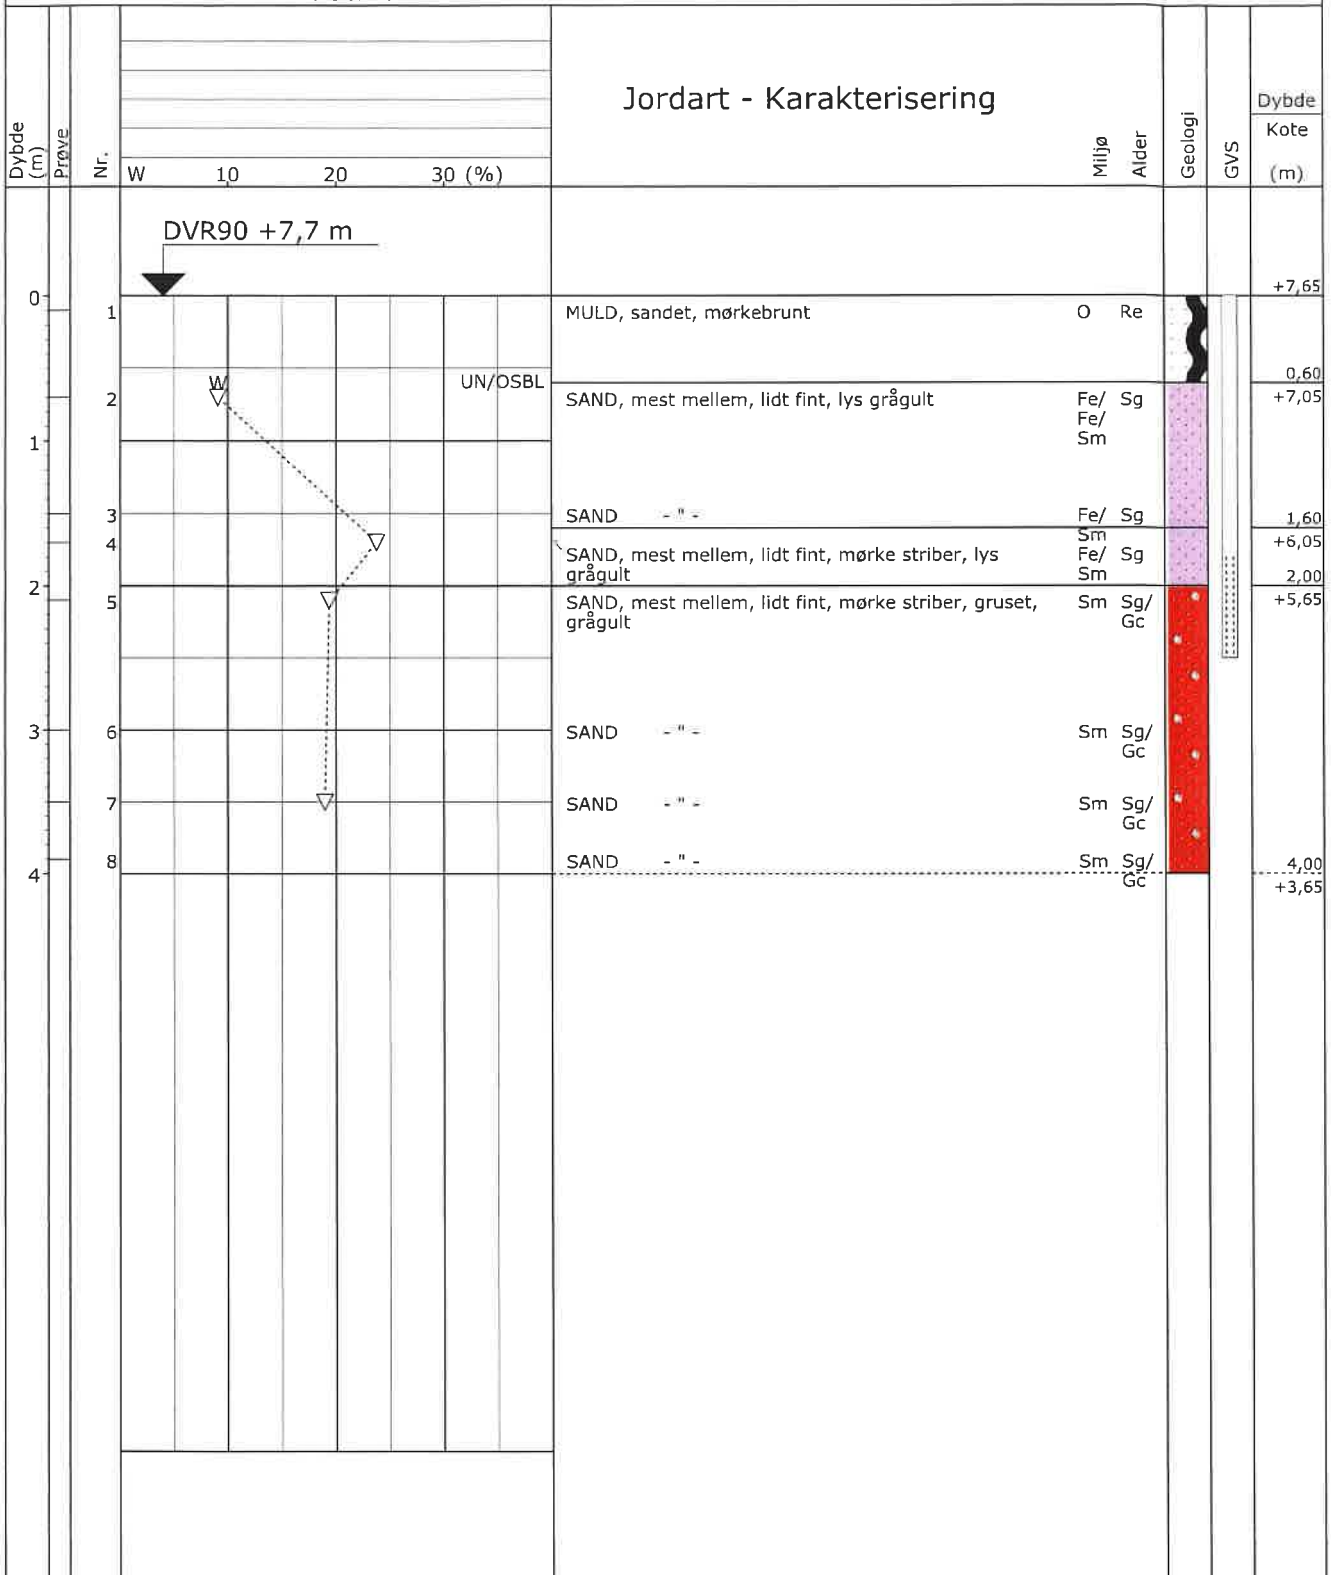 Jordart - Karakterisering
Dybde (m)
Prøve
Nr.
W 10 20 30 (%)
Miljø
Alder
Geologi
GVS
Dybde
Kote
(m)
DVR90 +7,7 m
+7,65
0
1 MULD, sandet, mørkebrunt O Re
W UN/OSBL 0,60
2 SAND, mest mellem, lidt fint, lys grågult Fe/ Sg +7,05
Fe/
Sm
1
3 SAND - " - Fe/ Sg 1,60
Sm
4 +6,05
SAND, mest mellem, lidt fint, mørke striber, lys Fe/ Sg
grågult Sm 2,00
2
5 SAND, mest mellem, lidt fint, mørke striber, gruset, Sm Sg/ +5,65
grågult Gc
3 6 SAND - " - Sm Sg/
Gc
7 SAND - " - Sm Sg/
Gc
8 SAND - " - Sm Sg/ 4,00
4 Gc +3,65